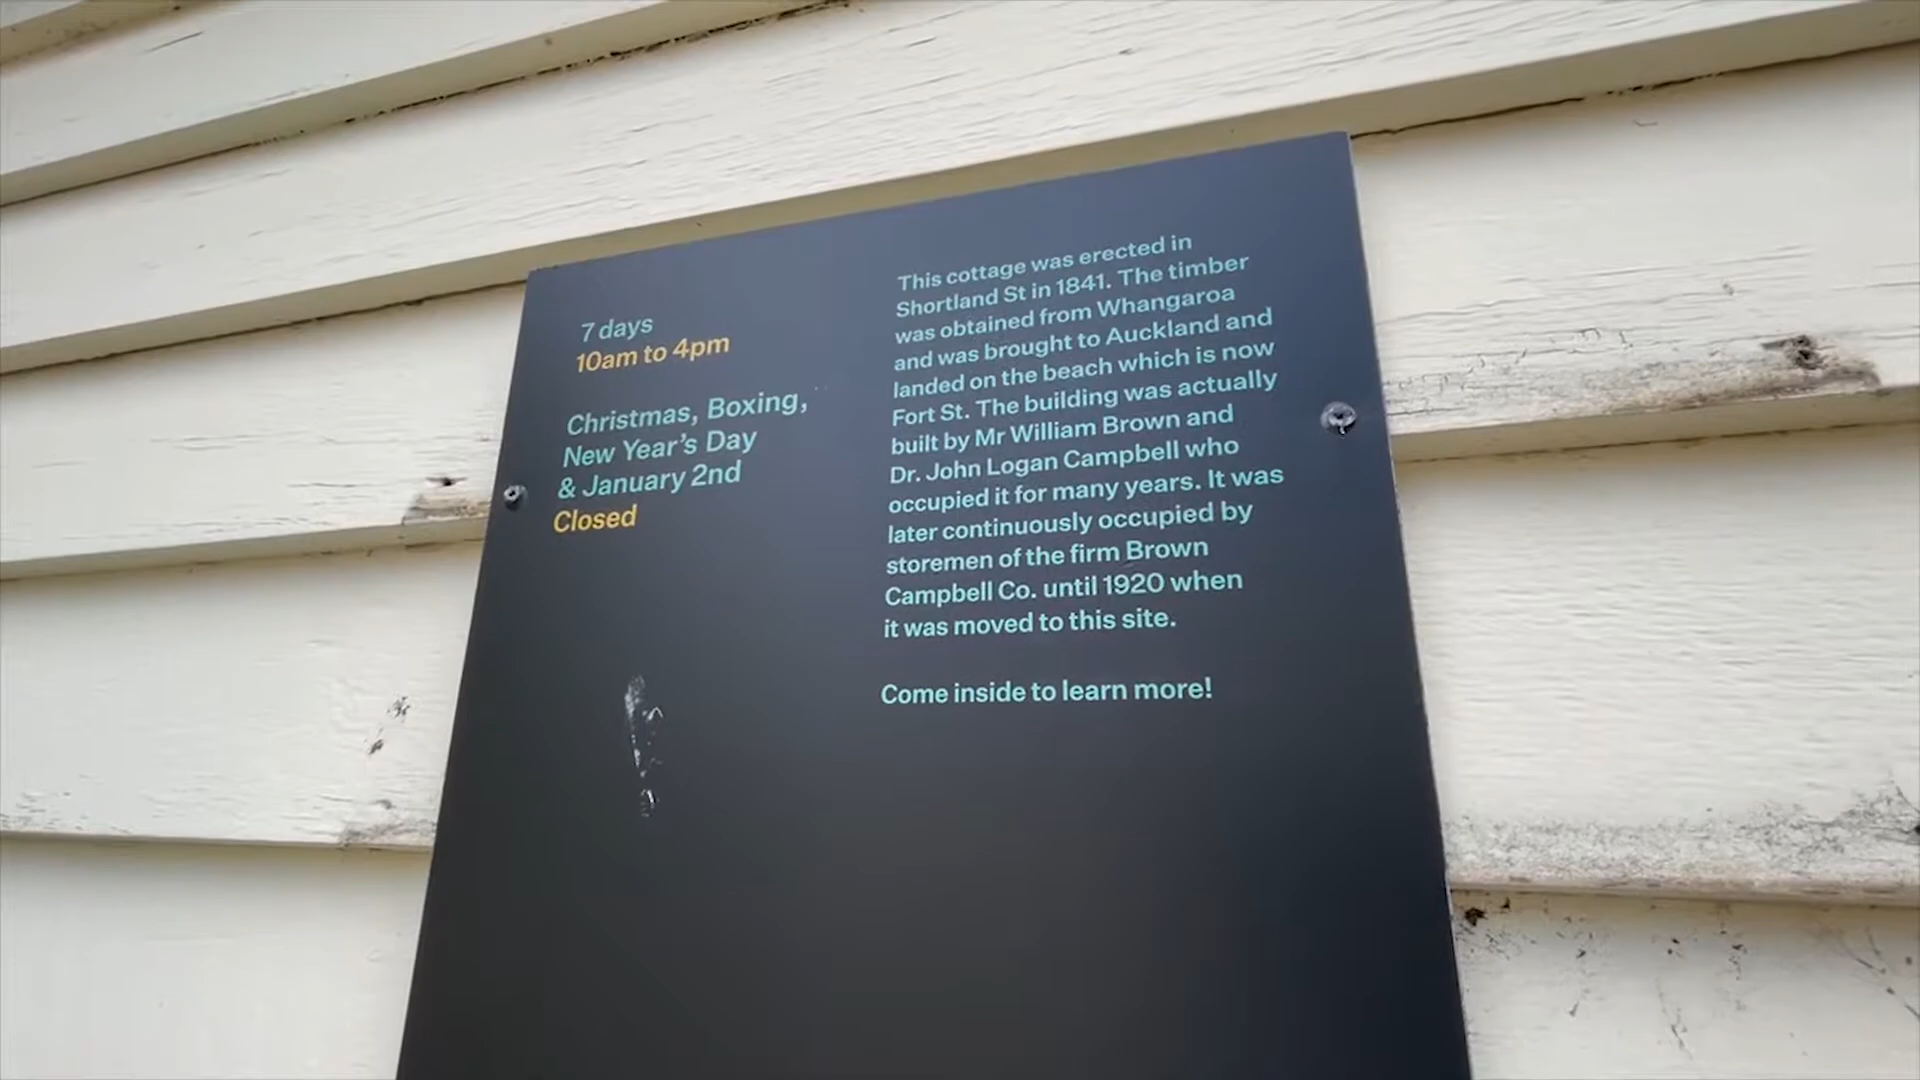 7 days
10am to 4pm
Christmas, Boxing,
New Year's Day
& January 2nd
Closed
This cottage was erected in
Shortland St in 1841. The timber
was obtained from Whangaroa
and was brought to Auckland and
landed on the beach which is now
Fort St. The building was actually
built by Mr William Brown and
Dr. John Logan Campbell who
occupied it for many years. It was
later continuously occupied by
storemen of the firm Brown
Campbell Co. until 1920 when
it was moved to this site.
Come inside to learn more!